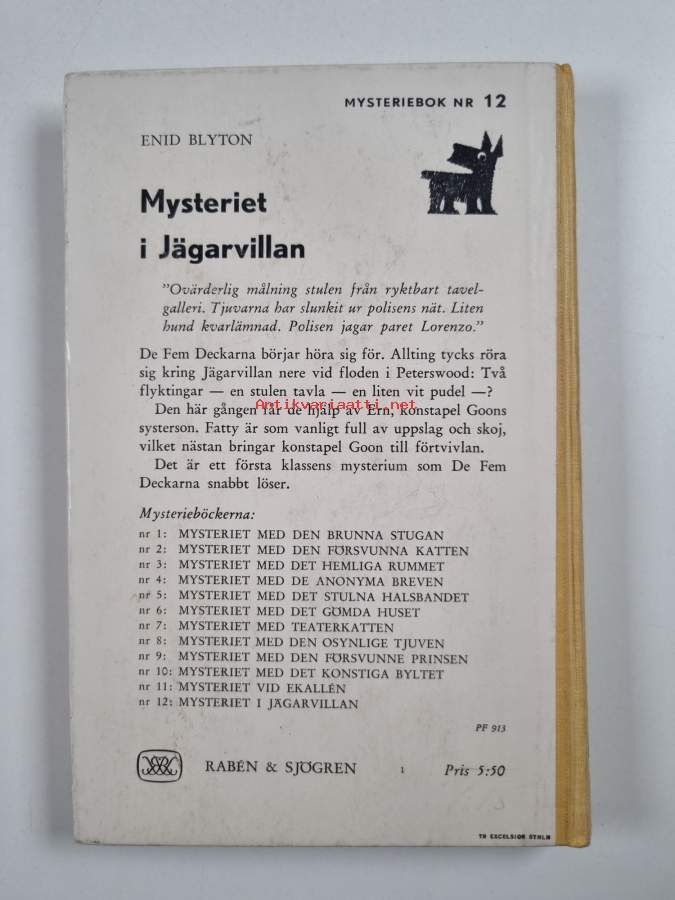 MYSTERIEBOK NR 12
ENID BLYTON
Mysteriet
i Jägarvillan
"Ovärderlig målning stulen från ryktbart tavel-
galleri. Tjuvarna har slunkit ur polisens nät. Liten
hund kvarlämnad. Polisen jagar paret Lorenzo."
De Fem Deckarna börjar höra sig för. Allting tycks röra
sig kring Jägarvillan nere vid floden i Peterswood: Två
flyktingar — en stulen tavla — en liten vit pudel —?
Antikvariaatti.net
Den här gången får de hjälp av Ern, konstapel Goons
systerson. Fatty är som vanligt full av uppslag och skoj,
vilket nästan bringar konstapel Goon till förtvivlan.
Det är ett första klassens mysterium som De Fem
Deckarna snabbt löser.
Mysterieböckerna:
nr 1: MYSTERIET MED DEN BRUNNA STUGAN
nr 2: MYSTERIET MED DEN FÖRSVUNNA KATTEN
nr 3: MYSTERIET MED DET HEMLIGA RUMMET
nr 4: MYSTERIET MED DE ANONYMA BREVEN
nr 5: MYSTERIET MED DET STULNA HALSBANDET
nr 6: MYSTERIET MED DET GÖMDA HUSET
nr 7: MYSTERIET MED TEATERKATTEN
nr 8: MYSTERIET MED DEN OSYNLIGE TJUVEN
nr 9: MYSTERIET MED DEN FÖRSVUNNE PRINSEN
nr 10: MYSTERIET MED DET KONSTIGA BYLTET
nr 11: MYSTERIET VID EKALLÉN
nr 12: MYSTERIET I JÄGARVILLAN
PF 913
RABÉN & SJÖGREN 1 Pris 5:50
TR EXCELSIOR STHLM